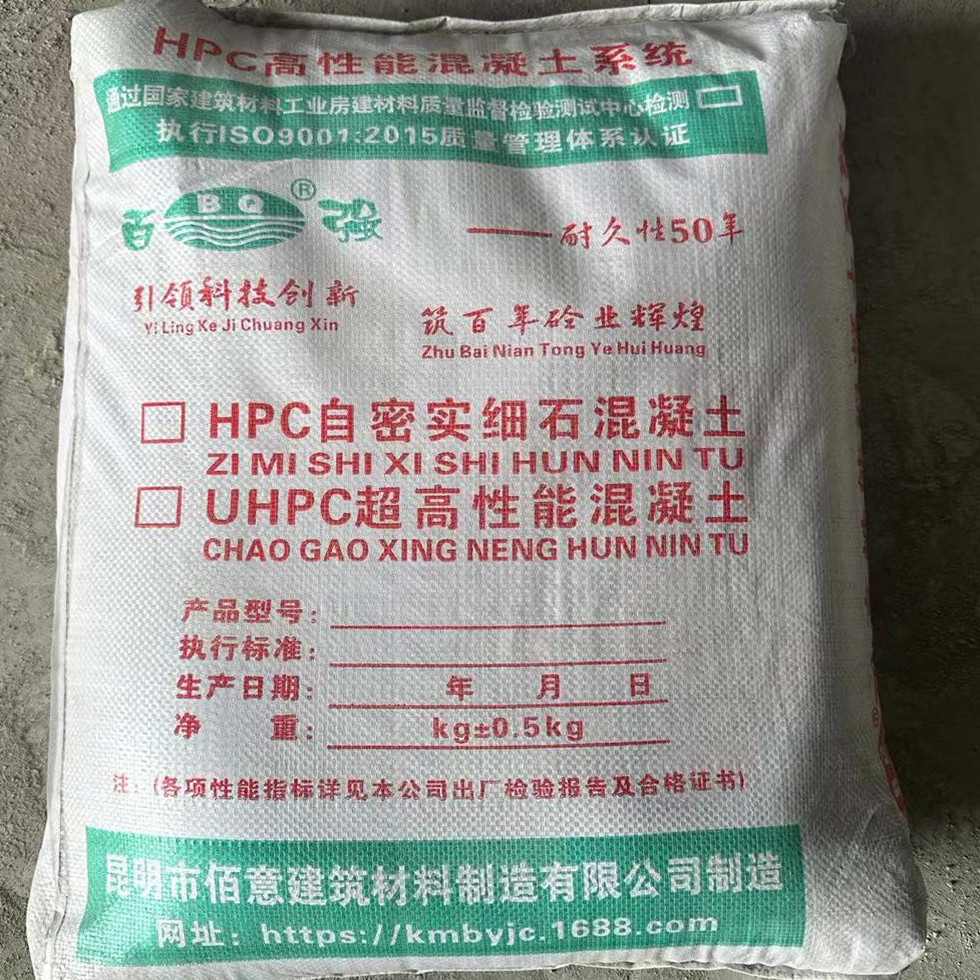 HPC高性能混凝土系统
通过国家建筑材料工业房建材料质量监督检验测试中心检测
执行ISO9001:2015质量管理体系认证
百 BQ® 强
——耐久性50年
引领科技创新
Yi Ling Ke Ji Chuang Xin
筑百年砼业辉煌
Zhu Bai Nian Tong Ye Hui Huang
□ HPC自密实细石混凝土
ZI MI SHI XI SHI HUN NIN TU
□ UHPC超高性能混凝土
CHAO GAO XING NENG HUN NIN TU
产品型号:
执行标准:
生产日期: 年 月 日
净 重: kg±0.5kg
注:(各项性能指标详见本公司出厂检验报告及合格证书)
昆明市佰意建筑材料制造有限公司制造
网址:https://kmbyjc.1688.com